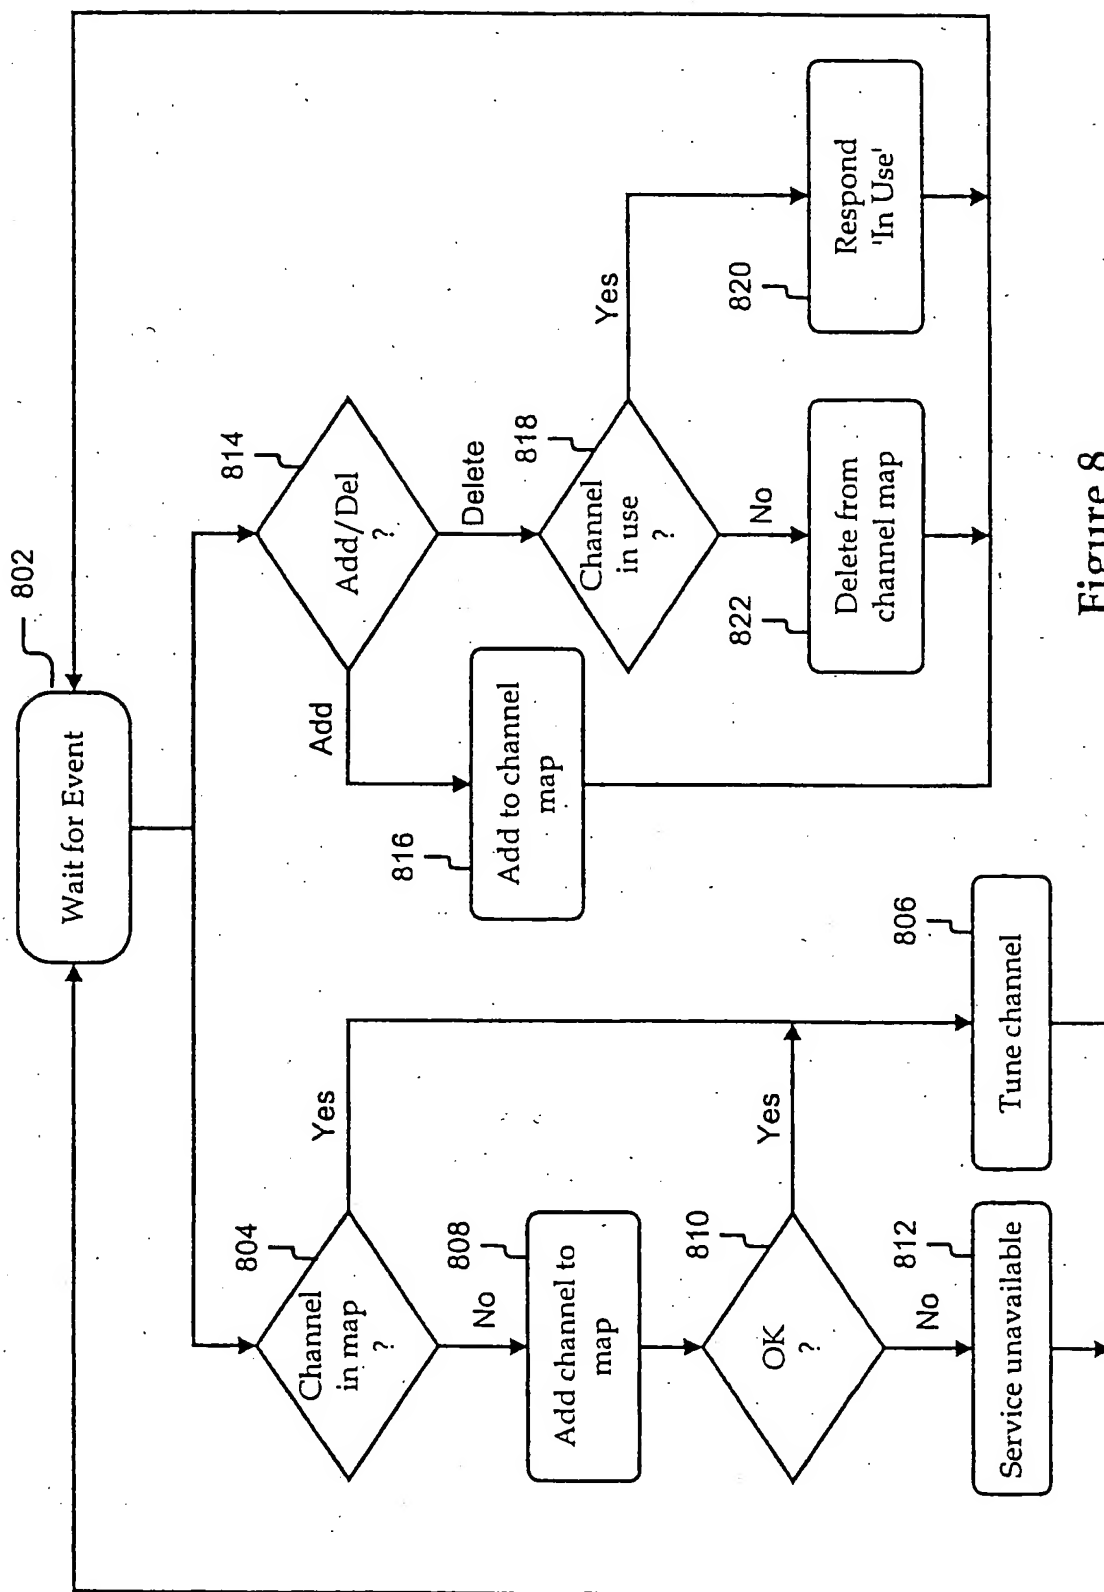 802
Wait for Event
804
Channel
in map
?
Yes
No
808
Add channel to
map
810
OK
?
Yes
No
812
Service unavailable
806
Tune channel
814
Add/Del
?
Add
Delete
816
Add to channel
map
818
Channel
in use
?
Yes
No
822
Delete from
channel map
820
Respond
'In Use'
Figure 8